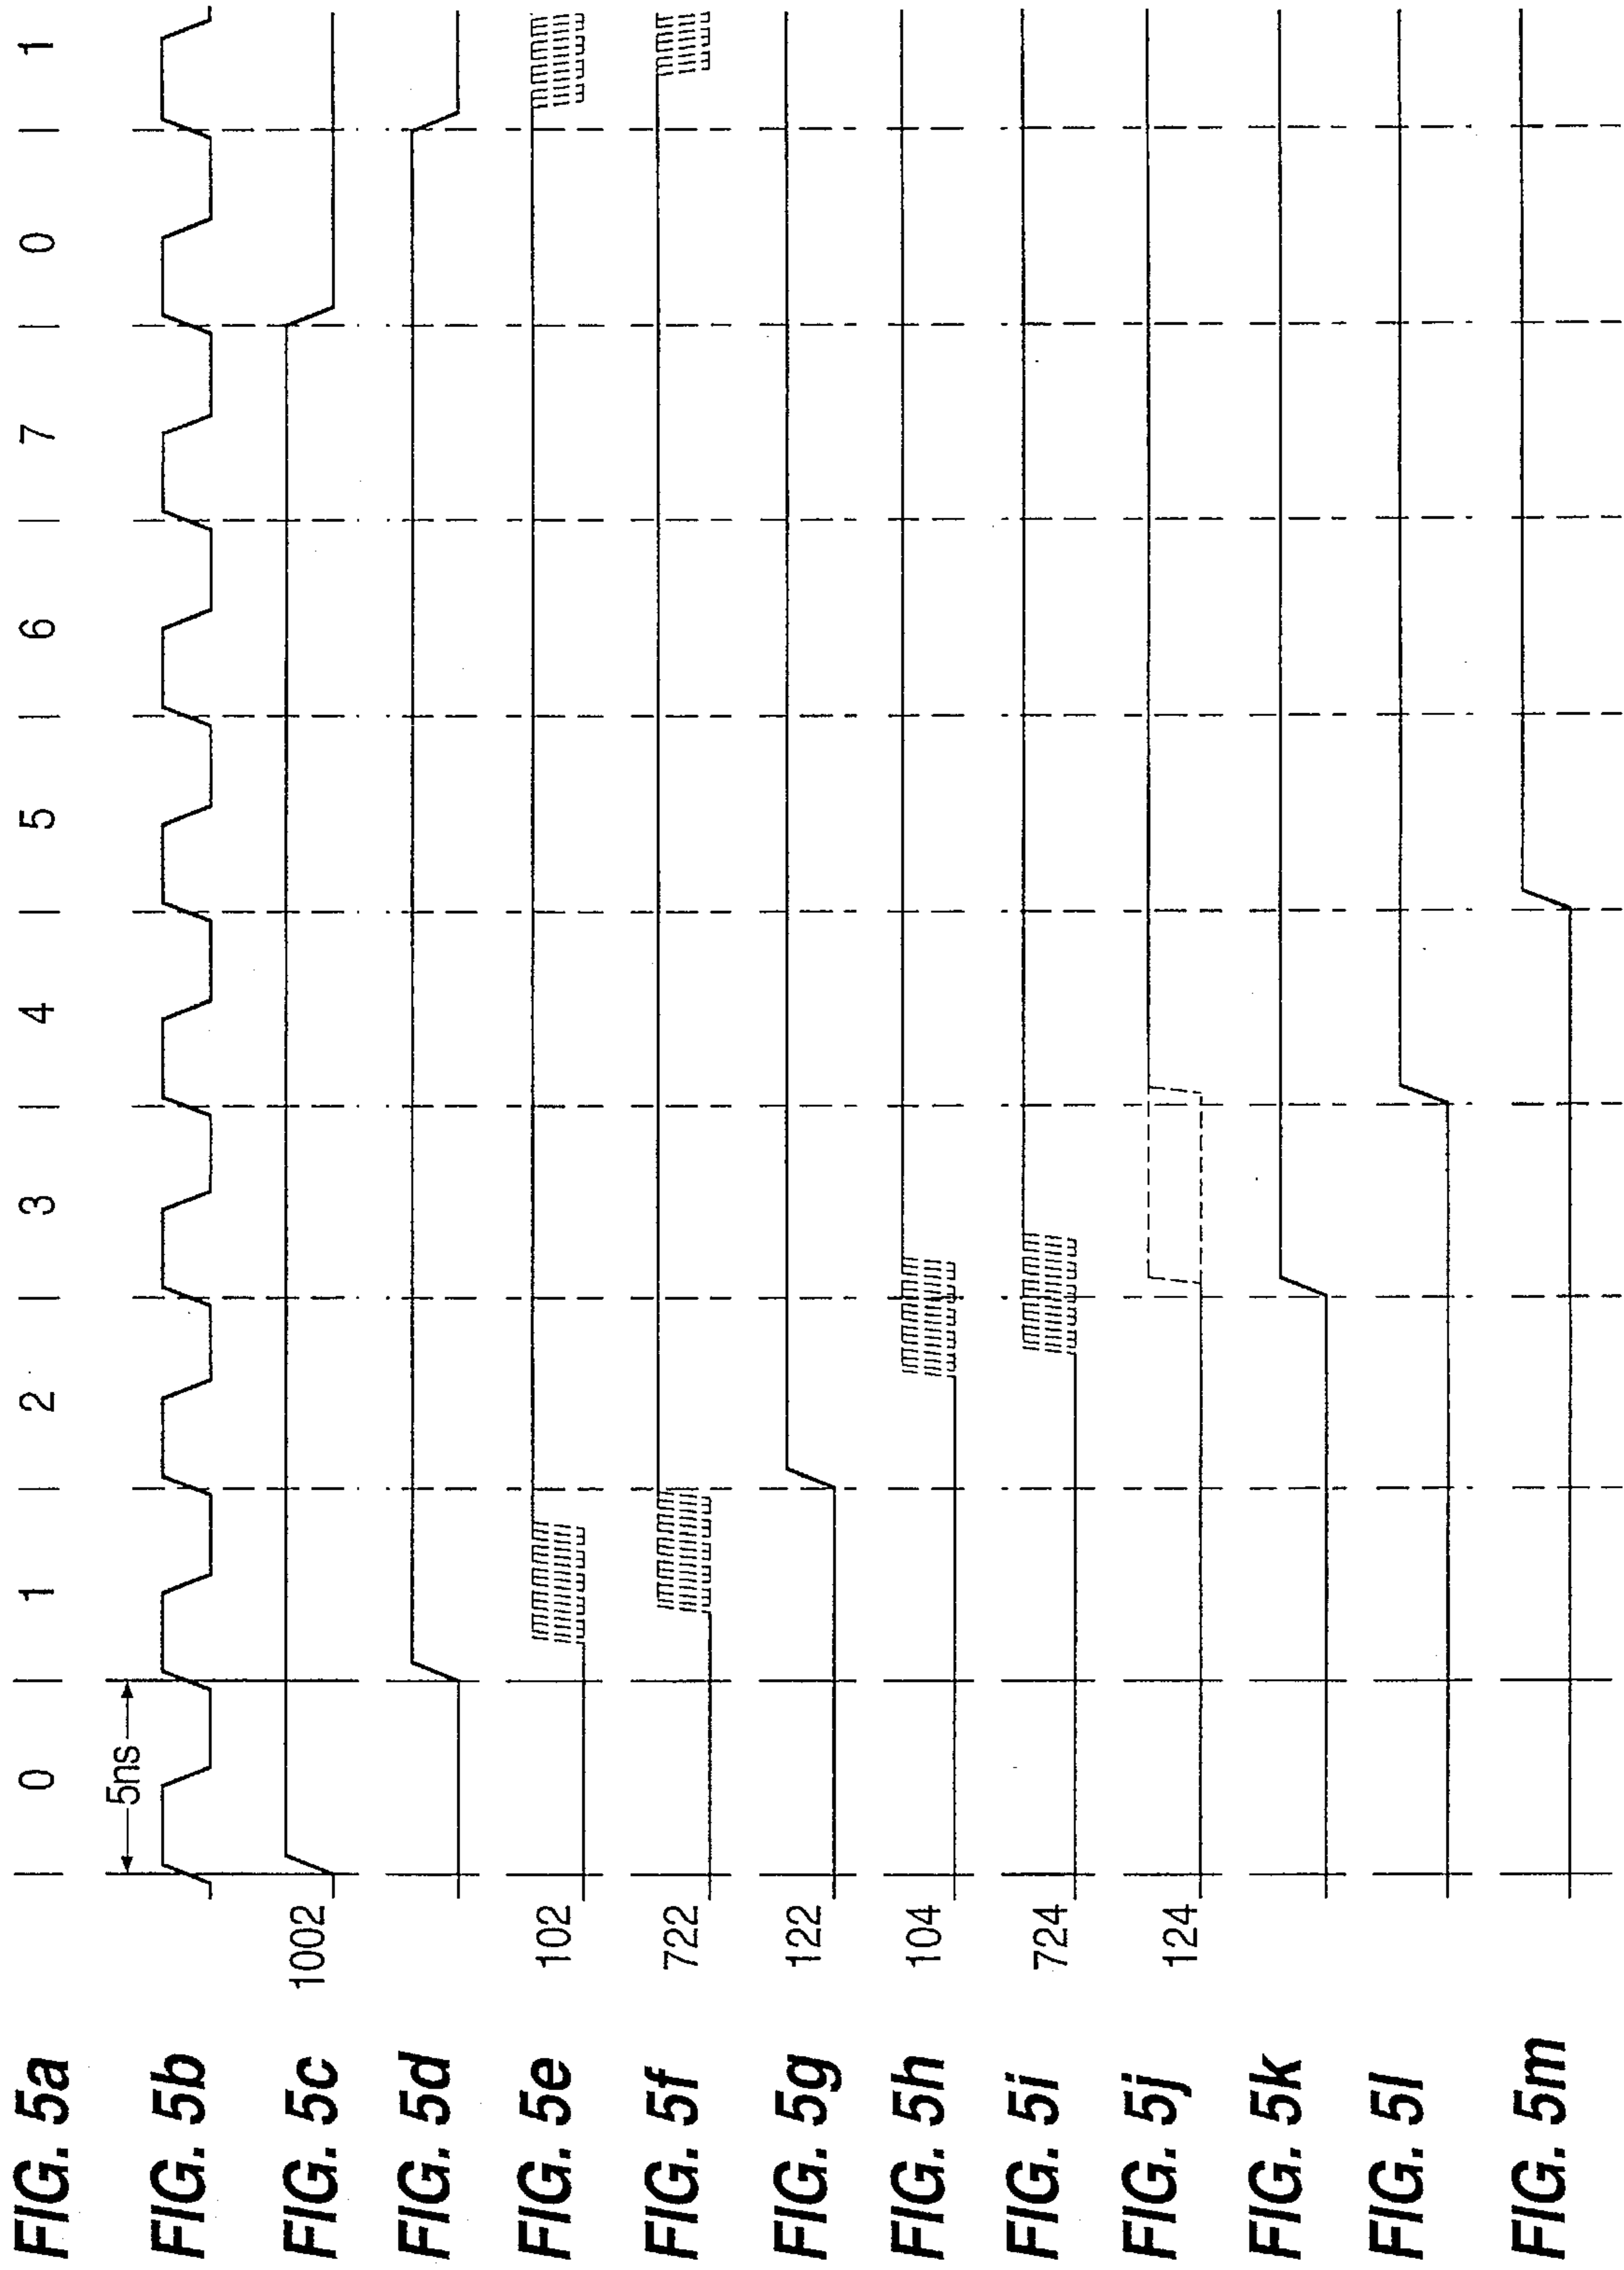 FIG. 5a 0 1 2 3 4 5 6 7 0 1
5ns
FIG. 5b
FIG. 5c 1002
FIG. 5d
FIG. 5e 102
FIG. 5f 722
FIG. 5g 122
FIG. 5h 104
FIG. 5i 724
FIG. 5j 124
FIG. 5k
FIG. 5l
FIG. 5m